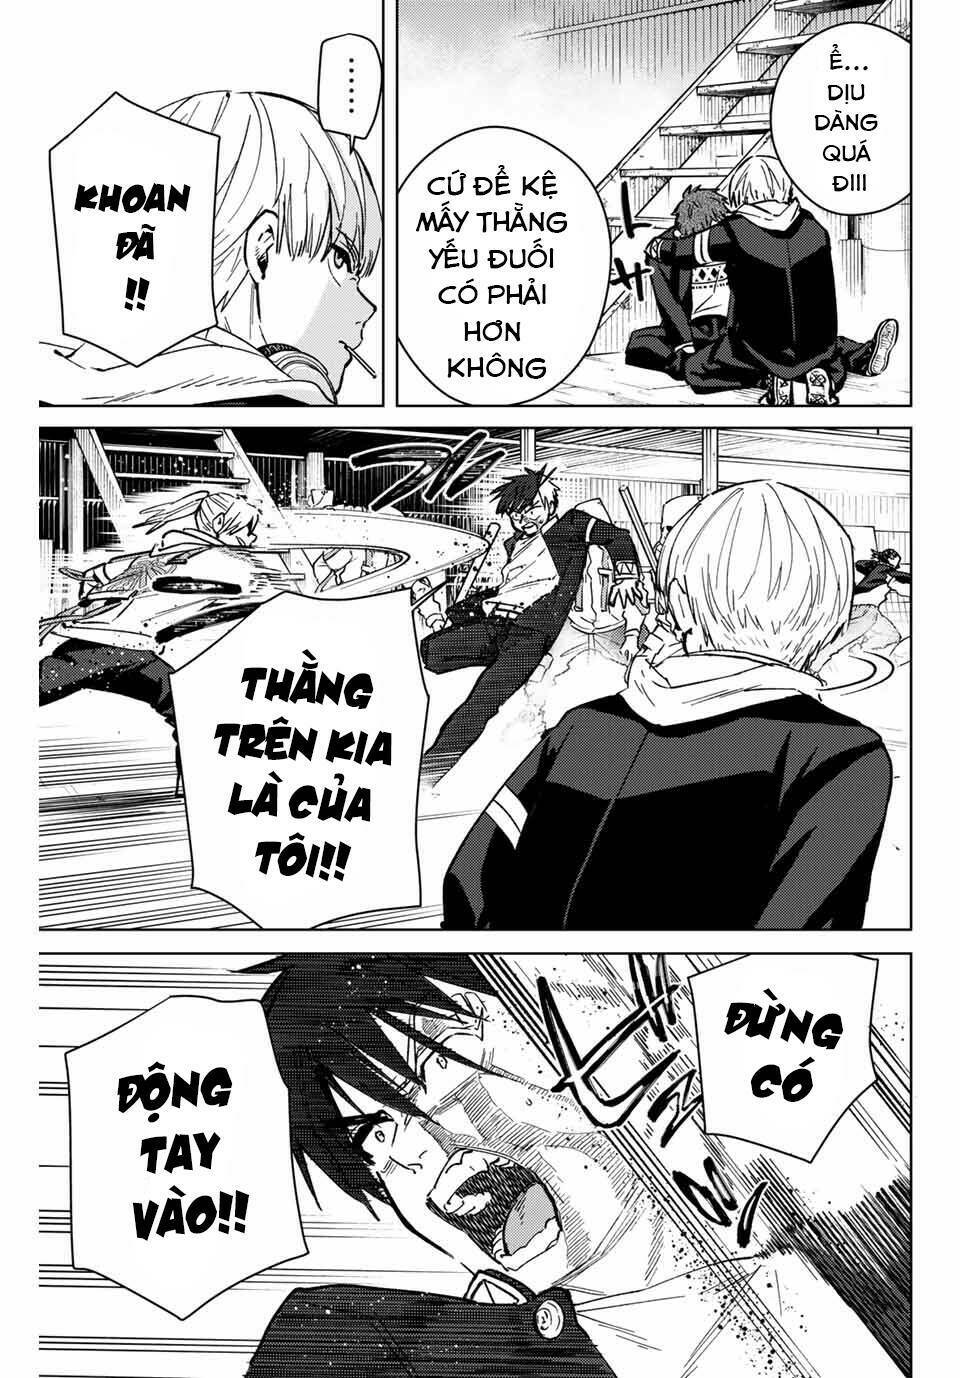 Ể...
DỊU
DÀNG
QUÁ
ĐIII
CỨ ĐỂ KỆ
MẤY THẰNG
YẾU ĐUỐI
CÓ PHẢI
HƠN
KHÔNG
......
KHOAN
ĐÃ
!!
THẰNG
TRÊN KIA
LÀ CỦA
TÔI!!
ĐỪNG
CÓ
ĐỘNG
TAY
VÀO!!